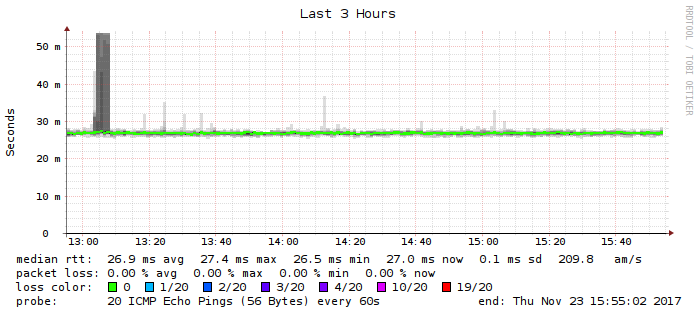 Last 3 Hours
RRDTOOL / TOBI OETIKER
Seconds
50 m
40 m
30 m
20 m
10 m
0
13:00 13:20 13:40 14:00 14:20 14:40 15:00 15:20 15:40
median rtt: 26.9 ms avg 27.4 ms max 26.5 ms min 27.0 ms now 0.1 ms sd 209.8 am/s
packet loss: 0.00 % avg 0.00 % max 0.00 % min 0.00 % now
loss color: 0 1/20 2/20 3/20 4/20 10/20 19/20
probe: 20 ICMP Echo Pings (56 Bytes) every 60s end: Thu Nov 23 15:55:02 2017